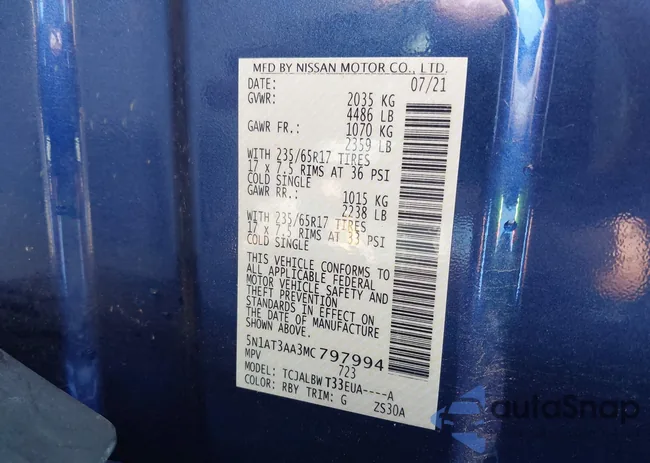 MFD BY NISSAN MOTOR CO., LTD.
DATE: 07/21
GVWR: 2035 KG
4486 LB
GAWR FR.: 1070 KG
2359 LB
WITH 235/65R17 TIRES
17 x 7.5 RIMS AT 36 PSI
COLD SINGLE
GAWR RR.: 1015 KG
2238 LB
WITH 235/65R17 TIRES
17 x 7.5 RIMS AT 33 PSI
COLD SINGLE
THIS VEHICLE CONFORMS TO
ALL APPLICABLE FEDERAL
MOTOR VEHICLE SAFETY AND
THEFT PREVENTION
STANDARDS IN EFFECT ON
THE DATE OF MANUFACTURE
SHOWN ABOVE.
5N1AT3AA3MC797994
MPV 723
MODEL: TCJALBWT33EUA----A
COLOR: RBY TRIM: G ZS30A
autoSnap